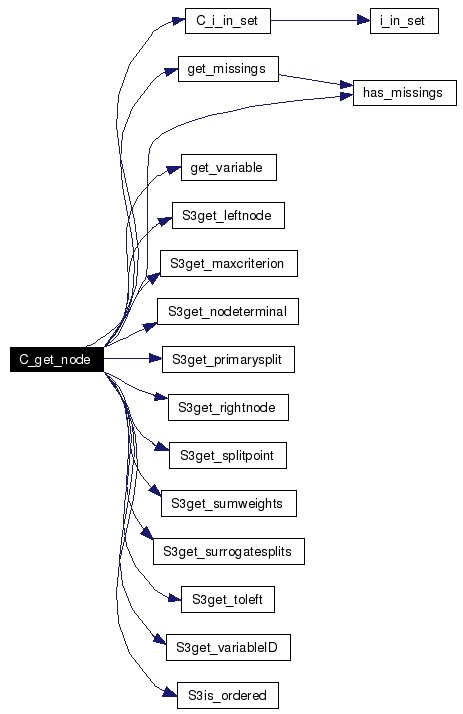 C_i_in_set
i_in_set
get_missings
has_missings
get_variable
S3get_leftnode
S3get_maxcriterion
S3get_nodeterminal
C_get_node
S3get_primarysplit
S3get_rightnode
S3get_splitpoint
S3get_sumweights
S3get_surrogatesplits
S3get_toleft
S3get_variableID
S3is_ordered